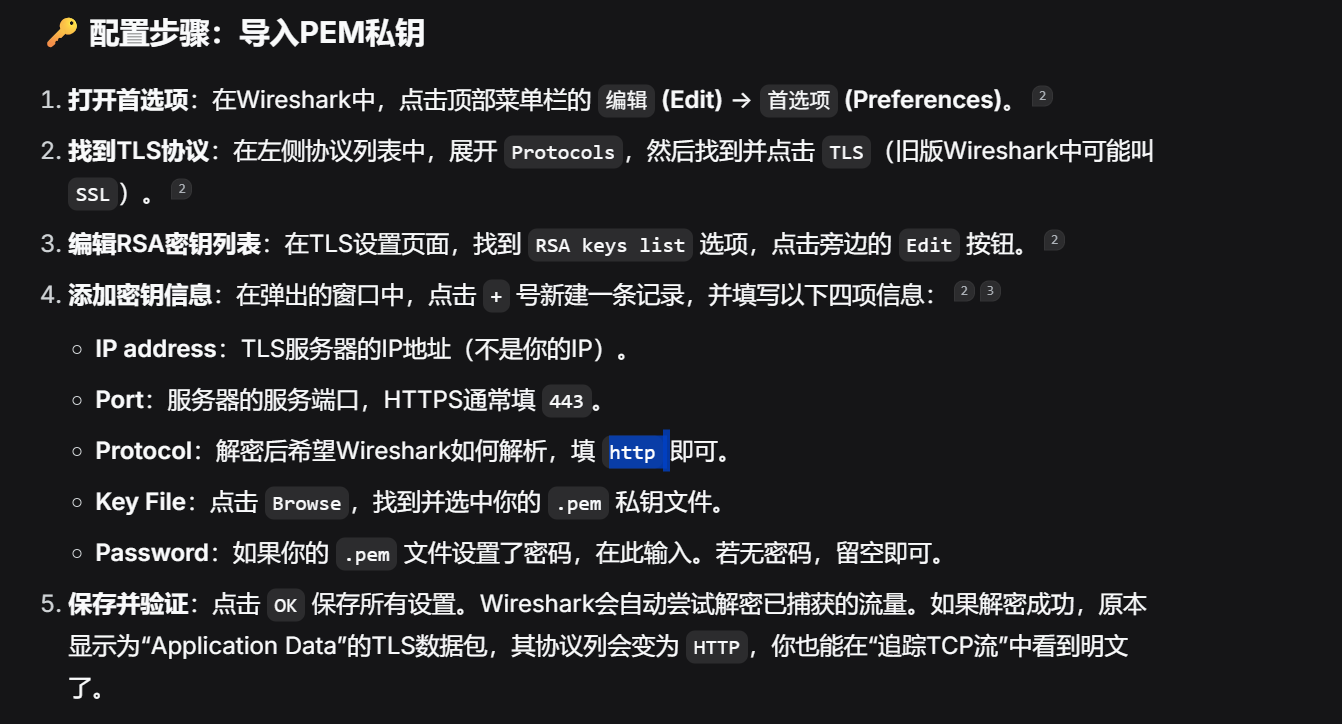 🔑 配置步骤：导入PEM私钥
1. 打开首选项：在Wireshark中，点击顶部菜单栏的 编辑 (Edit) → 首选项 (Preferences)。 2
2. 找到TLS协议：在左侧协议列表中，展开 Protocols，然后找到并点击 TLS（旧版Wireshark中可能叫
SSL）。 2
3. 编辑RSA密钥列表：在TLS设置页面，找到 RSA keys list 选项，点击旁边的 Edit 按钮。 2
4. 添加密钥信息：在弹出的窗口中，点击 + 号新建一条记录，并填写以下四项信息： 2 3
○ IP address：TLS服务器的IP地址（不是你的IP）。
○ Port：服务器的服务端口，HTTPS通常填 443。
○ Protocol：解密后希望Wireshark如何解析，填 http 即可。
○ Key File：点击 Browse，找到并选中你的 .pem 私钥文件。
○ Password：如果你的 .pem 文件设置了密码，在此输入。若无密码，留空即可。
5. 保存并验证：点击 OK 保存所有设置。Wireshark会自动尝试解密已捕获的流量。如果解密成功，原本
显示为“Application Data”的TLS数据包，其协议列会变为 HTTP，你也能在“追踪TCP流”中看到明文
了。